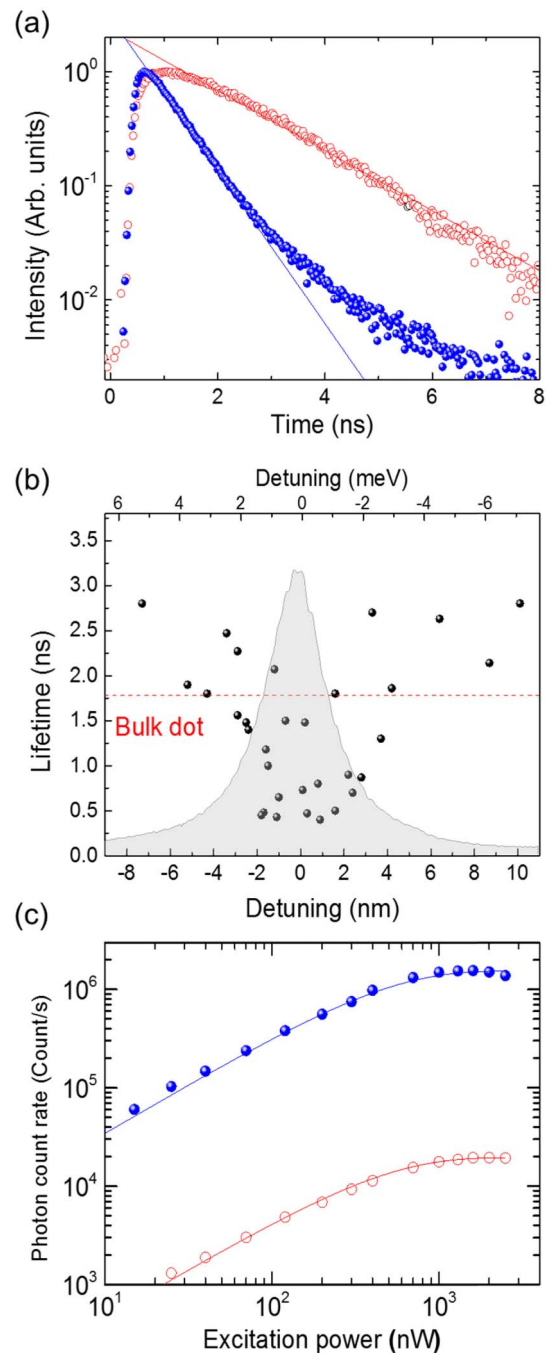 (a)
10^0
10^-1
10^-2
Intensity (Arb. units)
0 2 4 6 8
Time (ns)
(b)
Detuning (meV)
6 4 2 0 -2 -4 -6
3.5
3.0
2.5
2.0
1.5
1.0
0.5
0.0
Lifetime (ns)
Bulk dot
-8 -6 -4 -2 0 2 4 6 8 10
Detuning (nm)
(c)
10^6
10^5
10^4
10^3
Photon count rate (Count/s)
10^1 10^2 10^3
Excitation power (nW)